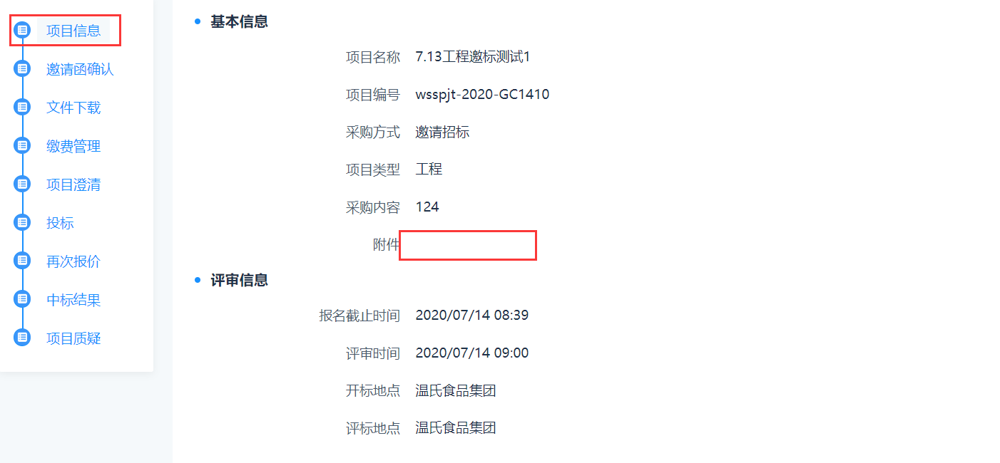 项目信息
邀请函确认
文件下载
缴费管理
项目澄清
投标
再次报价
中标结果
项目质疑
基本信息
项目名称 7.13工程邀标测试1
项目编号 wsspjt-2020-GC1410
采购方式 邀请招标
项目类型 工程
采购内容 124
附件
评审信息
报名截止时间 2020/07/14 08:39
评审时间 2020/07/14 09:00
开标地点 温氏食品集团
评标地点 温氏食品集团